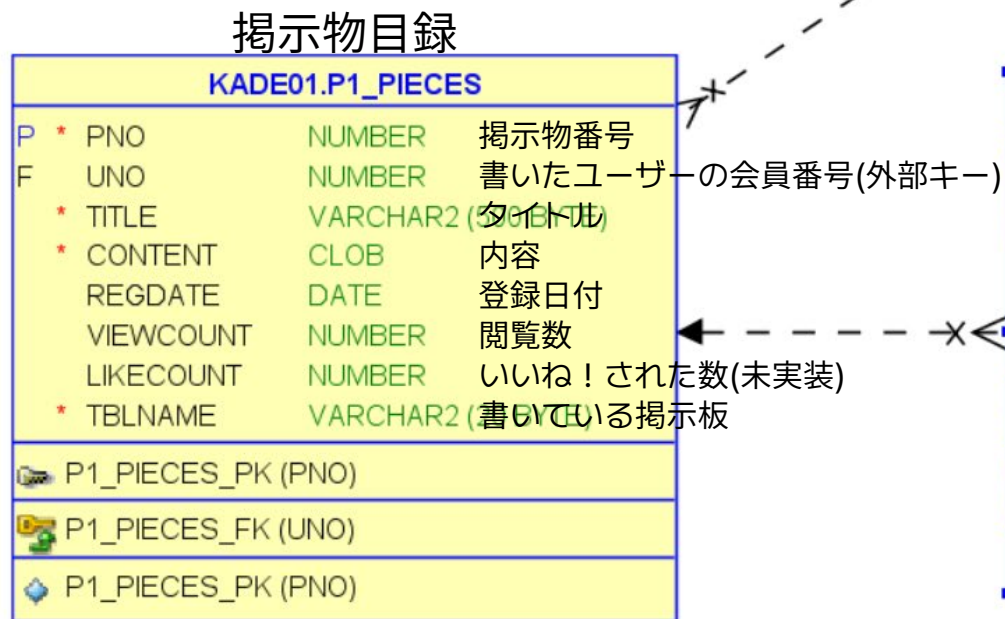 掲示物目録
KADE01.P1_PIECES
P * PNO NUMBER 掲示物番号
F UNO NUMBER 書いたユーザーの会員番号(外部キー)
* TITLE VARCHAR2 (500 BYTE) タイトル
* CONTENT CLOB 内容
REGDATE DATE 登録日付
VIEWCOUNT NUMBER 閲覧数
LIKECOUNT NUMBER いいね！された数(未実装)
* TBLNAME VARCHAR2 書いている掲示板
P1_PIECES_PK (PNO)
P1_PIECES_FK (UNO)
P1_PIECES_PK (PNO)